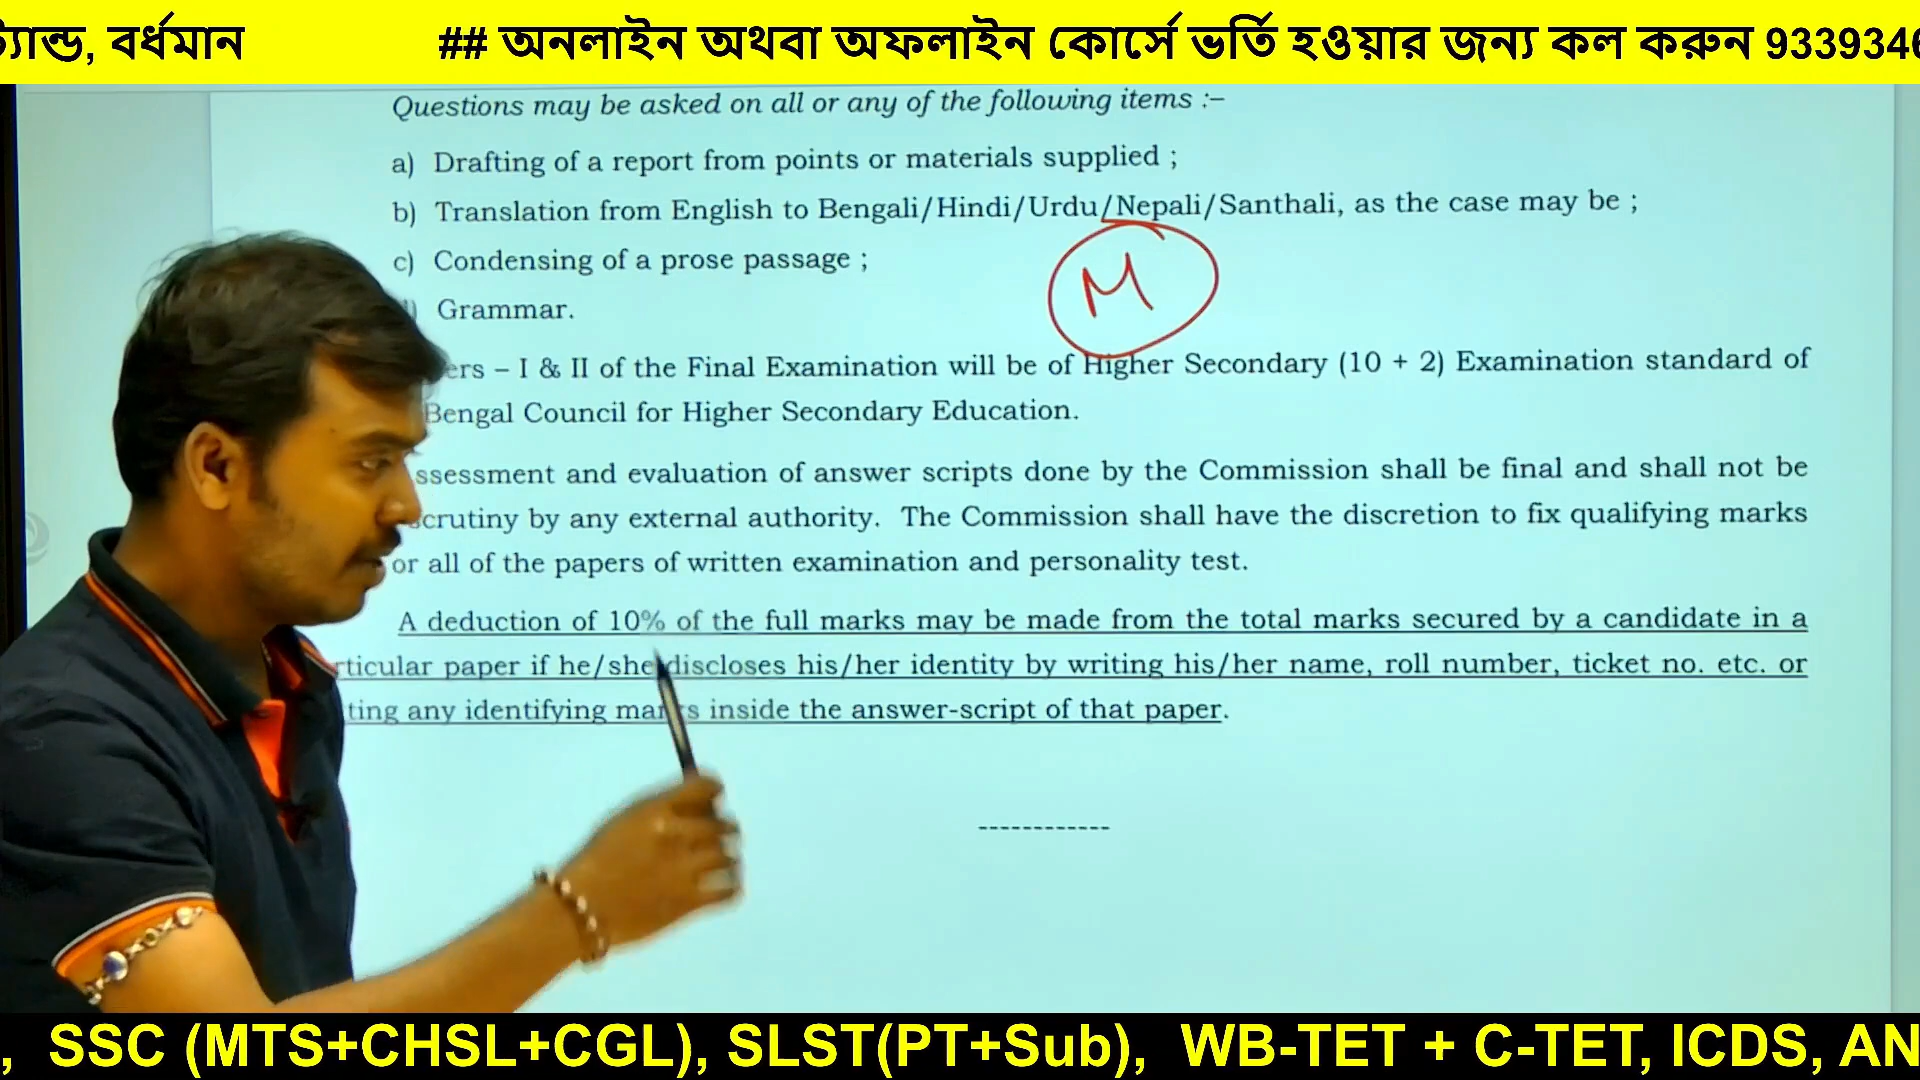 ্যান্ড, বর্ধমান ## অনলাইন অথবা অফলাইন কোর্সে ভর্তি হওয়ার জন্য কল করুন 933934
Questions may be asked on all or any of the following items :–
a) Drafting of a report from points or materials supplied ;
b) Translation from English to Bengali/Hindi/Urdu/Nepali/Santhali, as the case may be ;
c) Condensing of a prose passage ;
M
) Grammar.
ers – I & II of the Final Examination will be of Higher Secondary (10 + 2) Examination standard of
Bengal Council for Higher Secondary Education.
ssessment and evaluation of answer scripts done by the Commission shall be final and shall not be
crutiny by any external authority. The Commission shall have the discretion to fix qualifying marks
or all of the papers of written examination and personality test.
A deduction of 10% of the full marks may be made from the total marks secured by a candidate in a
rticular paper if he/she discloses his/her identity by writing his/her name, roll number, ticket no. etc. or
ting any identifying marks inside the answer-script of that paper.
------------
, SSC (MTS+CHSL+CGL), SLST(PT+Sub), WB-TET + C-TET, ICDS, AN